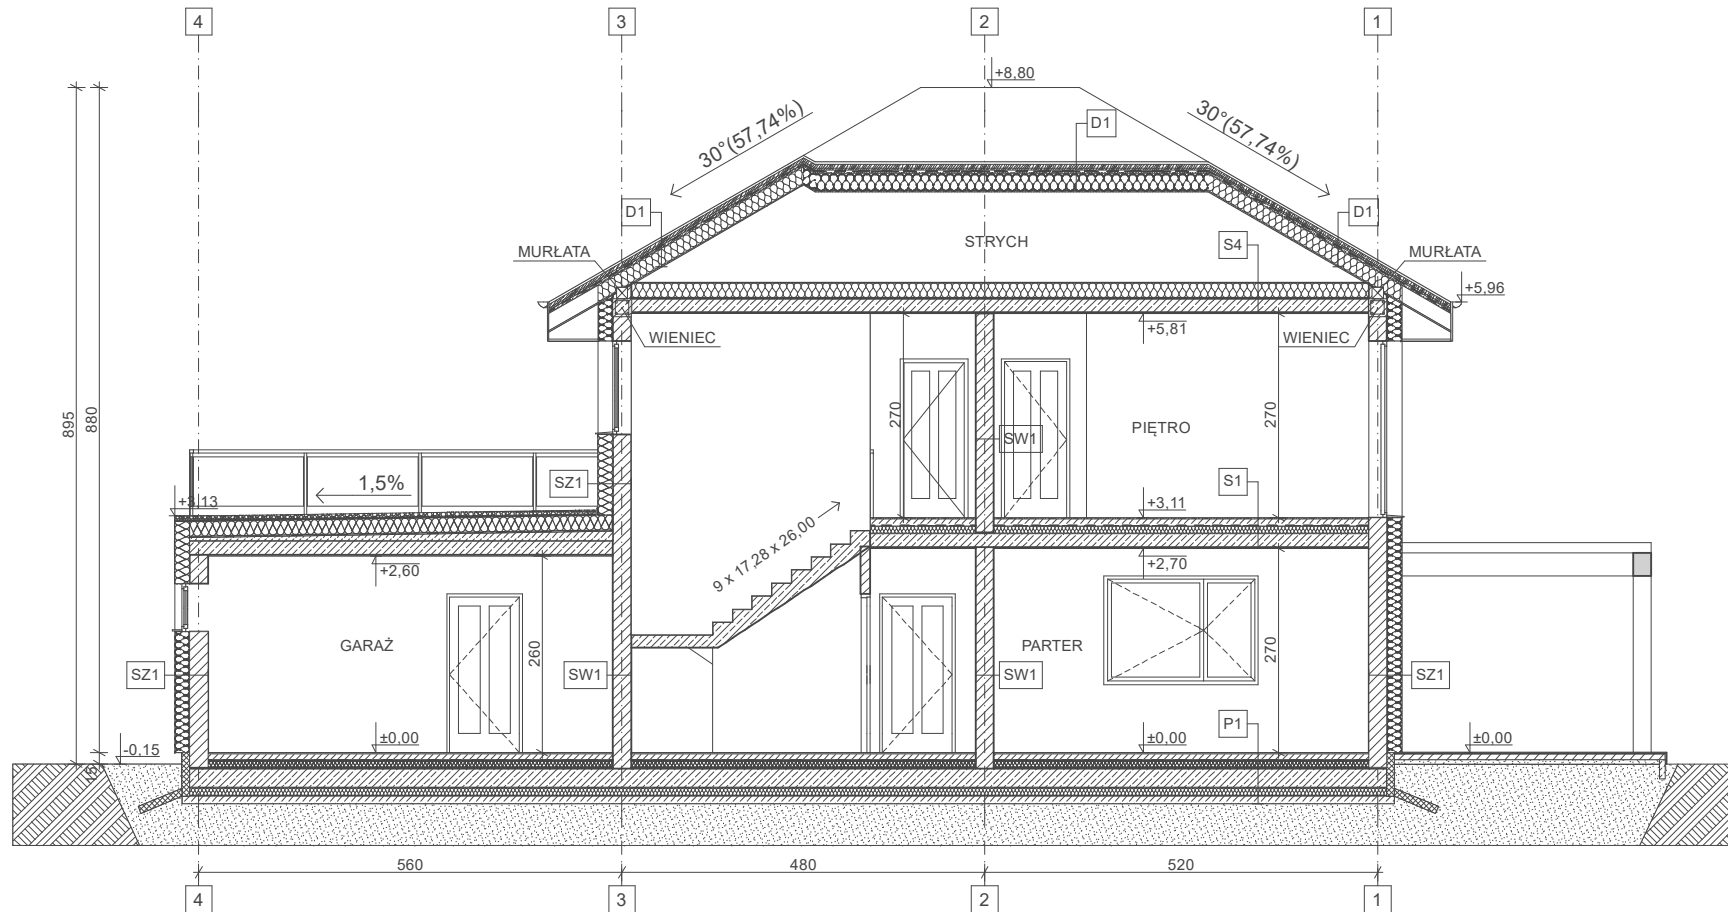 4
3
2
1
+8,80
30°(57,74%)
30°(57,74%)
D1
D1
D1
STRYCH
S4
MURŁATA
MURŁATA
+5,96
+5,81
WIENIEC
WIENIEC
895
880
270
270
PIĘTRO
SW1
1,5%
SZ1
S1
+3,13
+3,11
9 x 17,28 x 26,00
+2,60
+2,70
GARAŻ
260
PARTER
270
SZ1
SW1
SW1
SZ1
P1
-0,15
±0,00
±0,00
±0,00
15
560
480
520
4
3
2
1